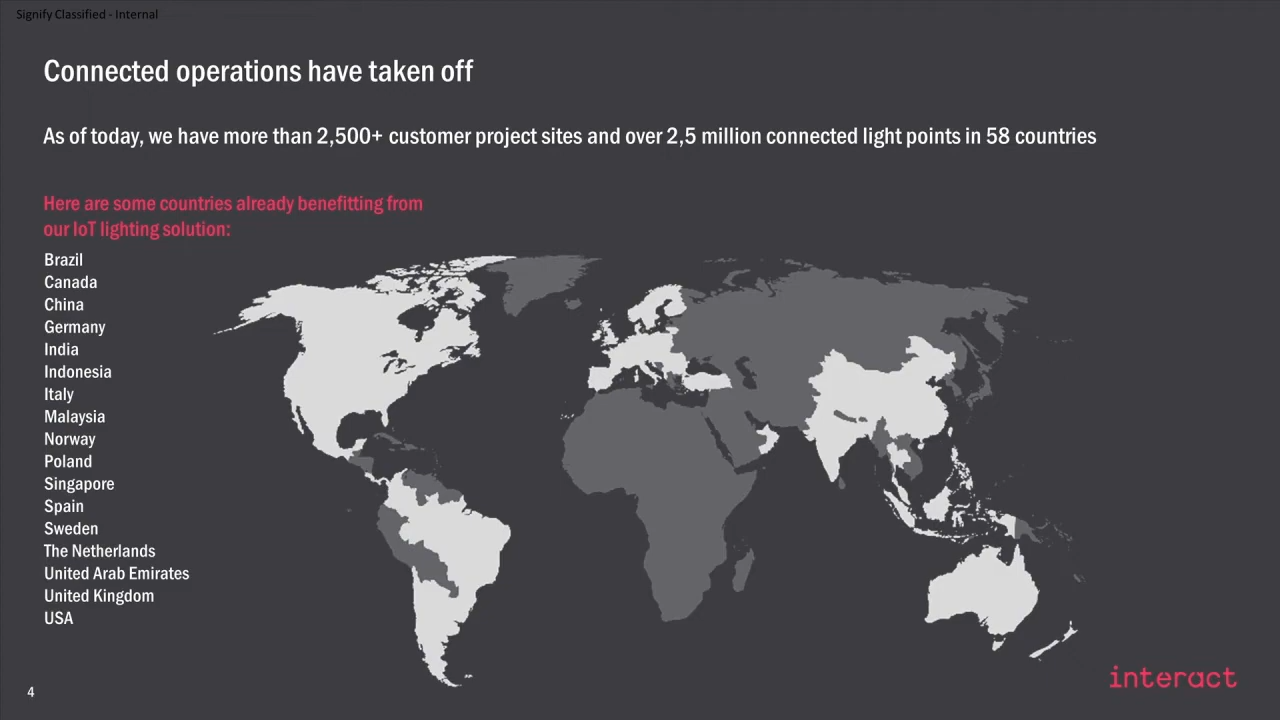 Signify Classified - Internal
Connected operations have taken off
As of today, we have more than 2,500+ customer project sites and over 2,5 million connected light points in 58 countries
Here are some countries already benefitting from
our IoT lighting solution:
Brazil
Canada
China
Germany
India
Indonesia
Italy
Malaysia
Norway
Poland
Singapore
Spain
Sweden
The Netherlands
United Arab Emirates
United Kingdom
USA
4
interact